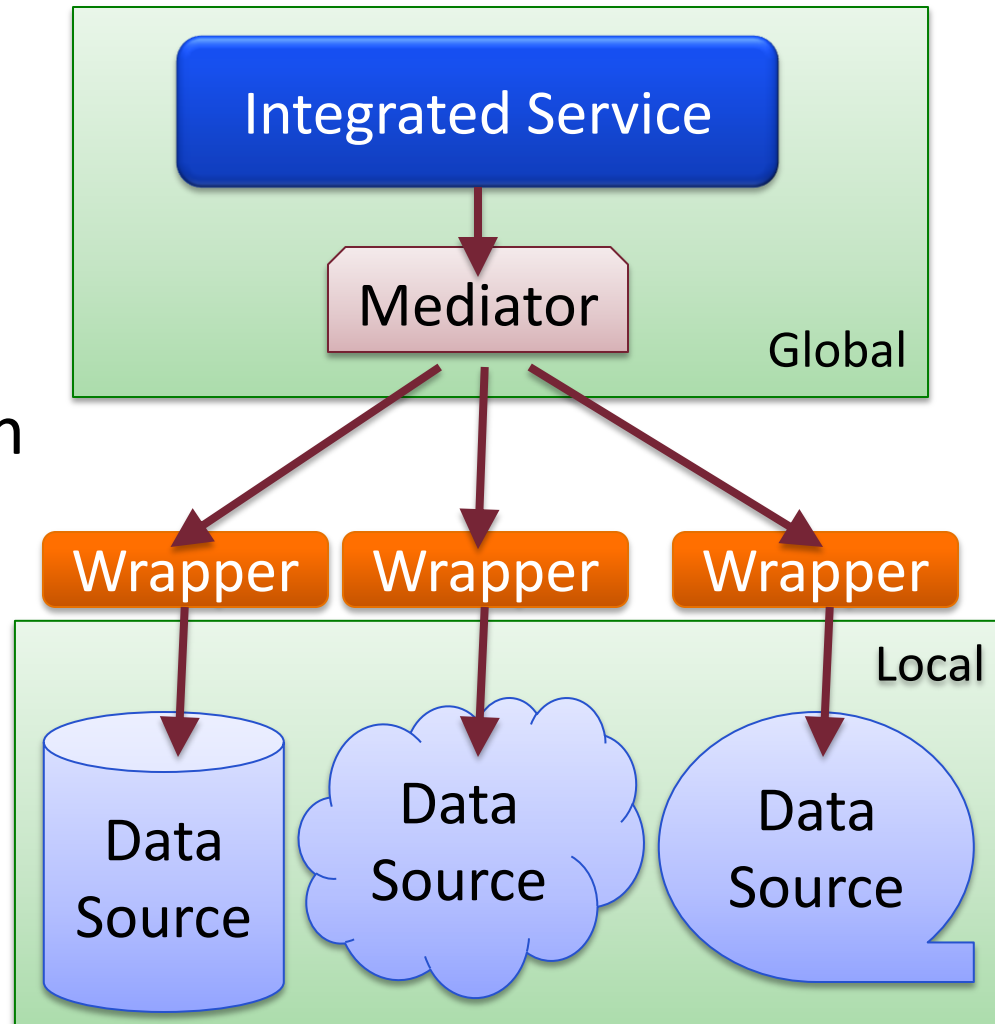 Integrated Service
Mediator
Global
n
Wrapper
Wrapper
Wrapper
Local
Data
Source
Data
Source
Data
Source